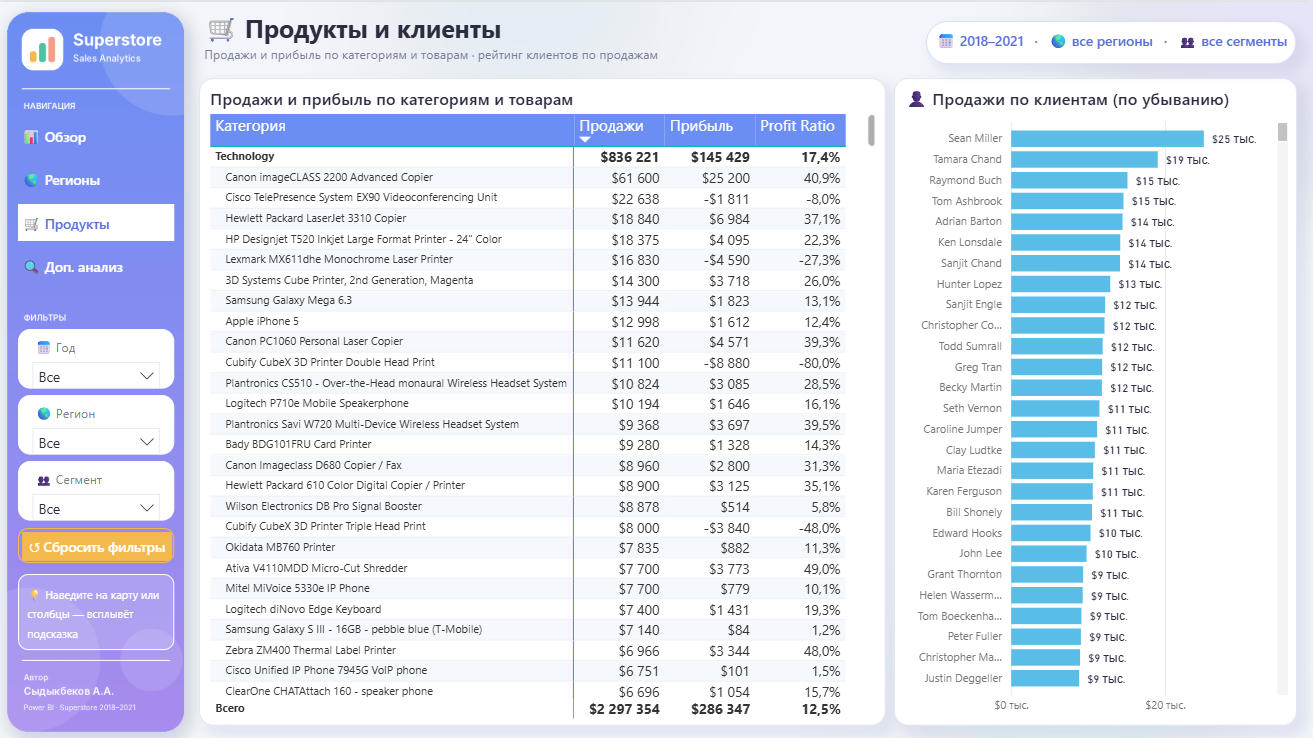 Superstore
Sales Analytics
НАВИГАЦИЯ
Обзор
Регионы
Продукты
Доп. анализ
ФИЛЬТРЫ
Год
Все
Регион
Все
Сегмент
Все
↺ Сбросить фильтры
Наведите на карту или
столбцы — всплывёт
подсказка
Автор
Сыдыкбеков А.А.
Power BI · Superstore 2018–2021
Продукты и клиенты
Продажи и прибыль по категориям и товарам · рейтинг клиентов по продажам
2018–2021 · все регионы · все сегменты
Продажи и прибыль по категориям и товарам
Категория Продажи Прибыль Profit Ratio
Technology $836 221 $145 429 17,4%
Canon imageCLASS 2200 Advanced Copier $61 600 $25 200 40,9%
Cisco TelePresence System EX90 Videoconferencing Unit $22 638 -$1 811 -8,0%
Hewlett Packard LaserJet 3310 Copier $18 840 $6 984 37,1%
HP Designjet T520 Inkjet Large Format Printer - 24" Color $18 375 $4 095 22,3%
Lexmark MX611dhe Monochrome Laser Printer $16 830 -$4 590 -27,3%
3D Systems Cube Printer, 2nd Generation, Magenta $14 300 $3 718 26,0%
Samsung Galaxy Mega 6.3 $13 944 $1 823 13,1%
Apple iPhone 5 $12 998 $1 612 12,4%
Canon PC1060 Personal Laser Copier $11 620 $4 571 39,3%
Cubify CubeX 3D Printer Double Head Print $11 100 -$8 880 -80,0%
Plantronics CS510 - Over-the-Head monaural Wireless Headset System $10 824 $3 085 28,5%
Logitech P710e Mobile Speakerphone $10 194 $1 646 16,1%
Plantronics Savi W720 Multi-Device Wireless Headset System $9 368 $3 697 39,5%
Bady BDG101FRU Card Printer $9 280 $1 328 14,3%
Canon Imageclass D680 Copier / Fax $8 960 $2 800 31,3%
Hewlett Packard 610 Color Digital Copier / Printer $8 900 $3 125 35,1%
Wilson Electronics DB Pro Signal Booster $8 878 $514 5,8%
Cubify CubeX 3D Printer Triple Head Print $8 000 -$3 840 -48,0%
Okidata MB760 Printer $7 835 $882 11,3%
Ativa V4110MDD Micro-Cut Shredder $7 700 $3 773 49,0%
Mitel MiVoice 5330e IP Phone $7 700 $779 10,1%
Logitech diNovo Edge Keyboard $7 400 $1 431 19,3%
Samsung Galaxy S III - 16GB - pebble blue (T-Mobile) $7 140 $84 1,2%
Zebra ZM400 Thermal Label Printer $6 966 $3 344 48,0%
Cisco Unified IP Phone 7945G VoIP phone $6 751 $101 1,5%
ClearOne CHATAttach 160 - speaker phone $6 696 $1 054 15,7%
Всего $2 297 354 $286 347 12,5%
Продажи по клиентам (по убыванию)
Sean Miller $25 тыс.
Tamara Chand $19 тыс.
Raymond Buch $15 тыс.
Tom Ashbrook $15 тыс.
Adrian Barton $14 тыс.
Ken Lonsdale $14 тыс.
Sanjit Chand $14 тыс.
Hunter Lopez $13 тыс.
Sanjit Engle $12 тыс.
Christopher Co... $12 тыс.
Todd Sumrall $12 тыс.
Greg Tran $12 тыс.
Becky Martin $12 тыс.
Seth Vernon $11 тыс.
Caroline Jumper $11 тыс.
Clay Ludtke $11 тыс.
Maria Etezadi $11 тыс.
Karen Ferguson $11 тыс.
Bill Shonely $11 тыс.
Edward Hooks $10 тыс.
John Lee $10 тыс.
Grant Thornton $9 тыс.
Helen Wasserm... $9 тыс.
Tom Boeckenha... $9 тыс.
Peter Fuller $9 тыс.
Christopher Ma... $9 тыс.
Justin Deggeller $9 тыс.
$0 тыс. $20 тыс.